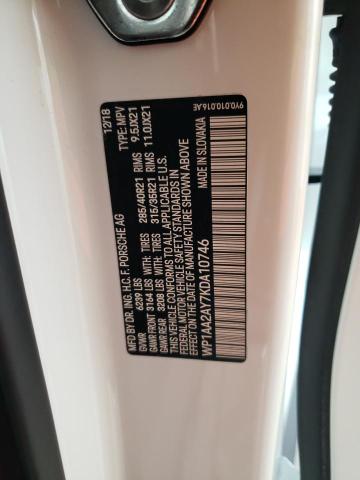 MFD BY DR. ING. H.C. F. PORSCHE AG 12/18
GVWR 6239 LBS TYPE: MPV
GAWR FRONT 3164 LBS WITH TIRES 285/40R21 RIMS 9.5JX21
GAWR REAR 3208 LBS WITH TIRES 315/35R21 RIMS 11.0JX21
THIS VEHICLE CONFORMS TO ALL APPLICABLE U.S.
FEDERAL MOTOR VEHICLE SAFETY STANDARDS IN
EFFECT ON THE DATE OF MANUFACTURE SHOWN ABOVE
WP1AA2AY7KDA10746 MADE IN SLOVAKIA
9Y0.010.016.AE